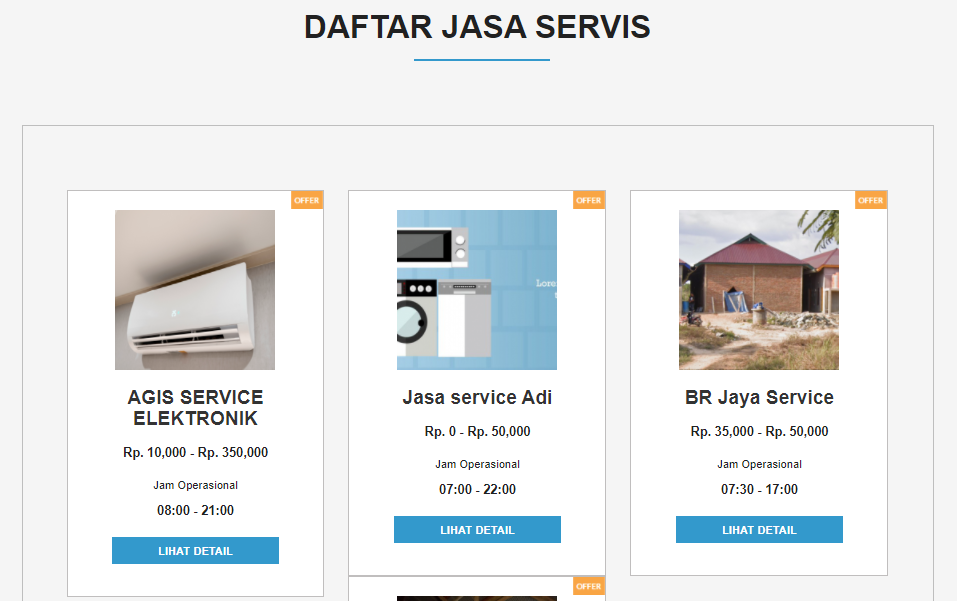 DAFTAR JASA SERVIS
OFFER
AGIS SERVICE
ELEKTRONIK
Rp. 10,000 - Rp. 350,000
Jam Operasional
08:00 - 21:00
LIHAT DETAIL
OFFER
Lore
Jasa service Adi
Rp. 0 - Rp. 50,000
Jam Operasional
07:00 - 22:00
LIHAT DETAIL
OFFER
BR Jaya Service
Rp. 35,000 - Rp. 50,000
Jam Operasional
07:30 - 17:00
LIHAT DETAIL
OFFER